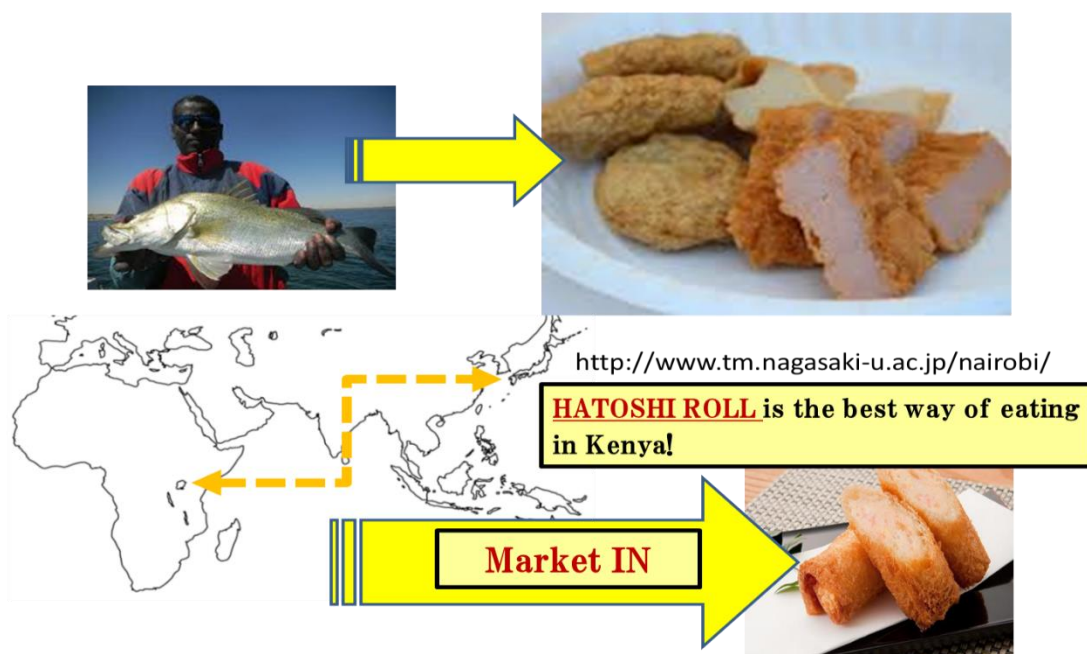 http://www.tm.nagasaki-u.ac.jp/nairobi/
HATOSHI ROLL is the best way of eating
in Kenya!
Market IN